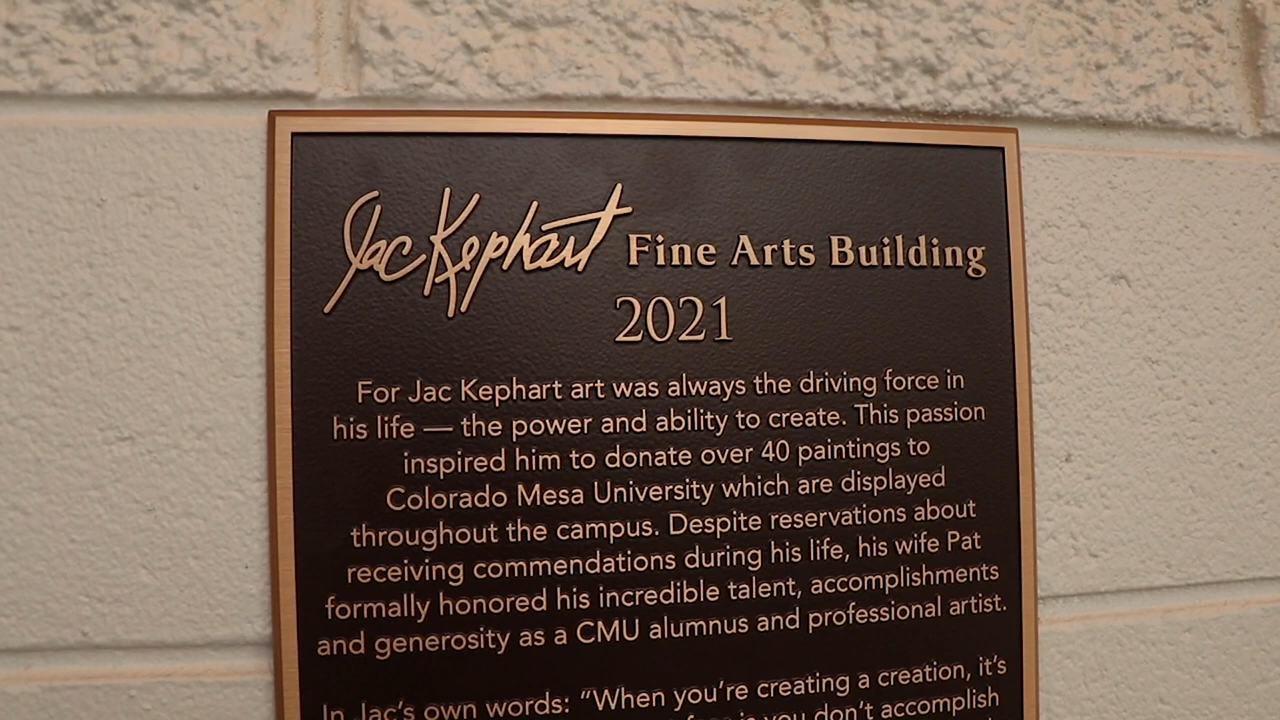 Jac Kephart Fine Arts Building
2021
For Jac Kephart art was always the driving force in
his life — the power and ability to create. This passion
inspired him to donate over 40 paintings to
Colorado Mesa University which are displayed
throughout the campus. Despite reservations about
receiving commendations during his life, his wife Pat
formally honored his incredible talent, accomplishments
and generosity as a CMU alumnus and professional artist.
In Jac's own words: “When you're creating a creation, it's
is you don't accomplish